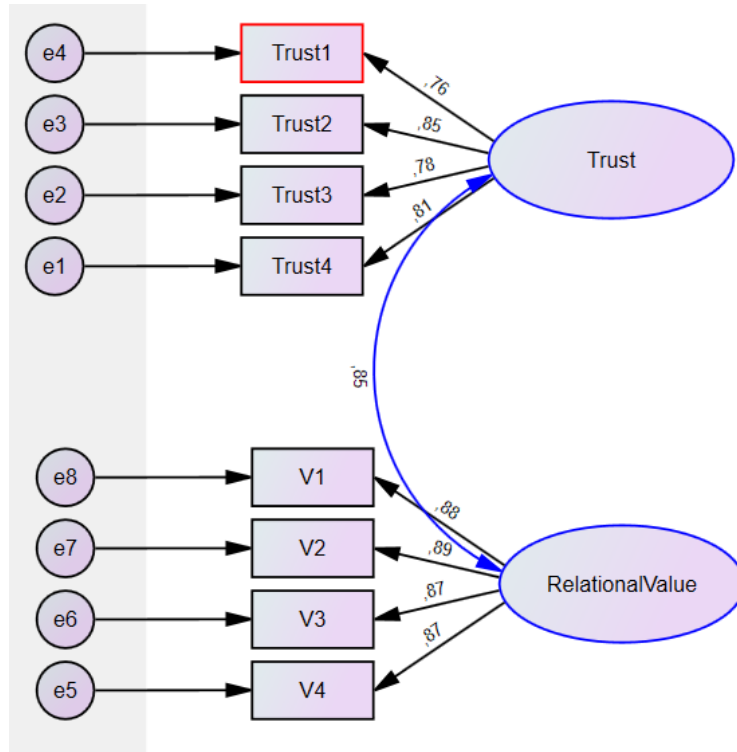 e4
Trust1
,76
e3
Trust2
,85
Trust
e2
Trust3
,78
e1
Trust4
,81
,85
e8
V1
,88
e7
V2
,89
RelationalValue
e6
V3
,87
e5
V4
,87